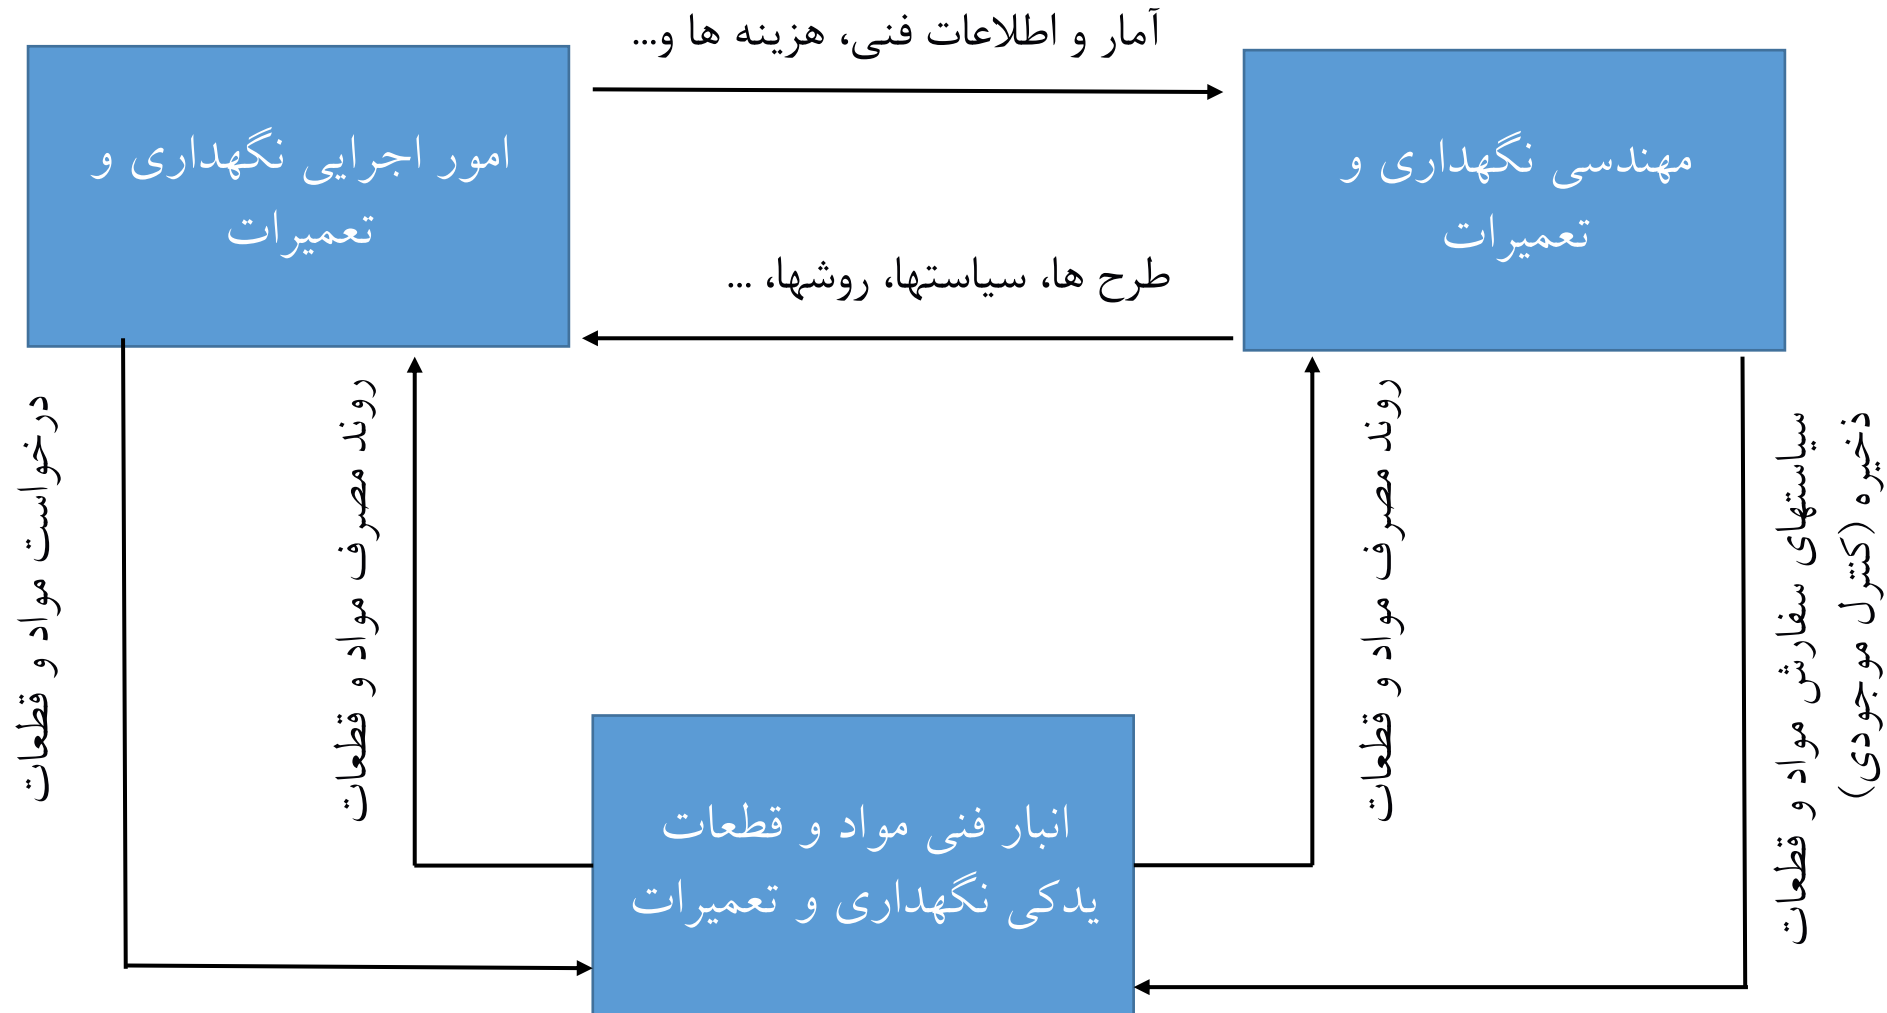 آمار و اطلاعات فنی، هزینه ها و...
مهندسی نگهداری و
تعمیرات
امور اجرایی نگهداری و
تعمیرات
طرح ها، سیاستها، روشها، ...
سیاستهای سفارش مواد و قطعات
ذخیره (کنترل موجودی)
روند مصرف مواد و قطعات
روند مصرف مواد و قطعات
درخواست مواد و قطعات
انبار فنی مواد و قطعات
یدکی نگهداری و تعمیرات